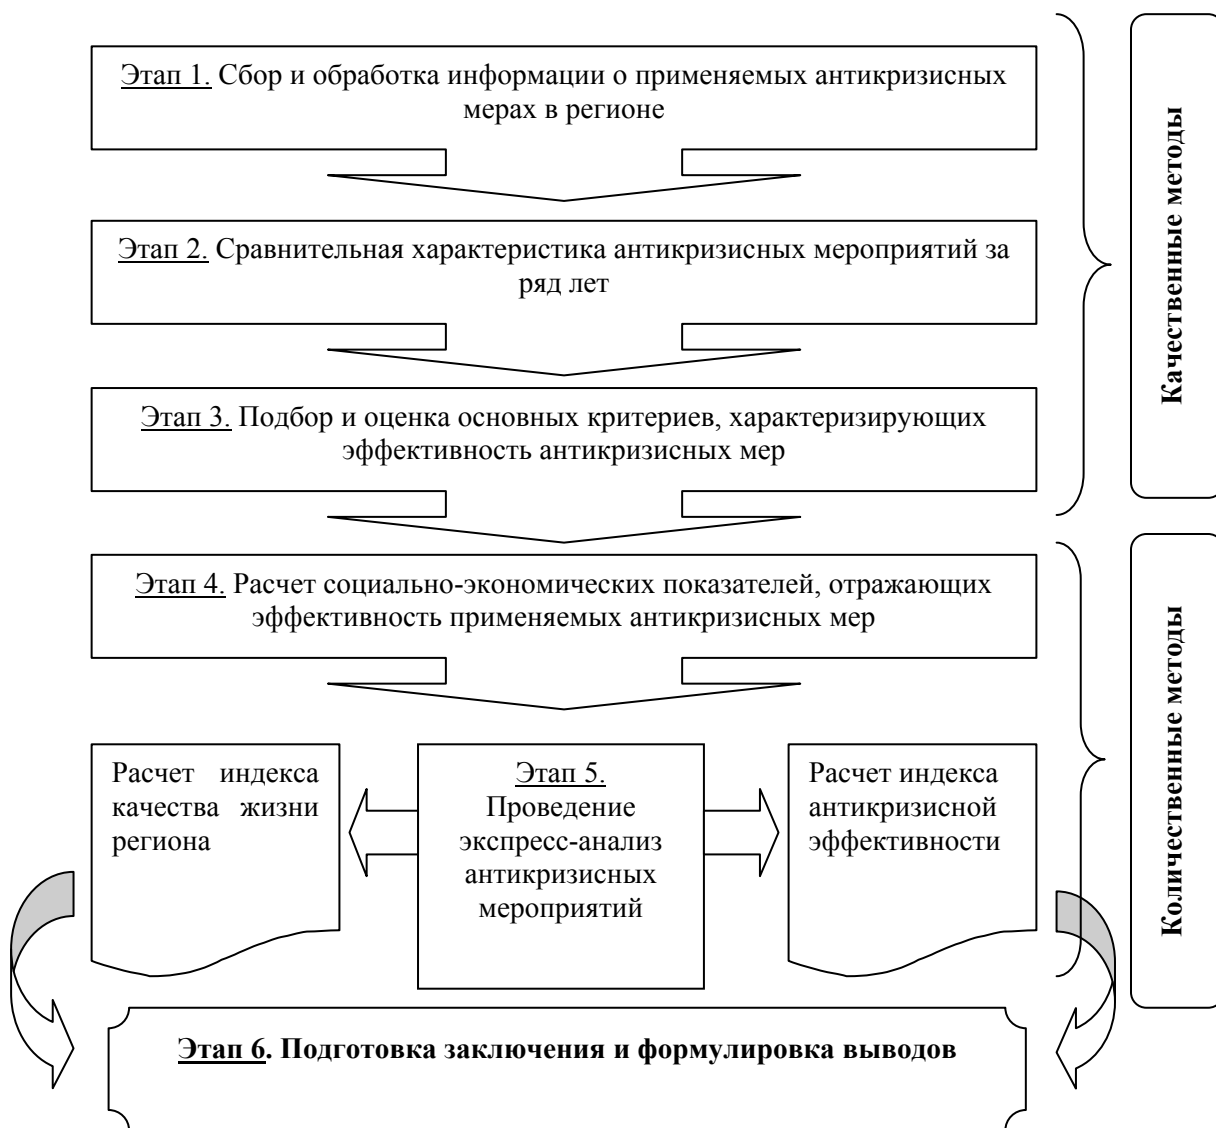 Этап 1. Сбор и обработка информации о применяемых антикризисных
мерах в регионе
Этап 2. Сравнительная характеристика антикризисных мероприятий за
ряд лет
Этап 3. Подбор и оценка основных критериев, характеризирующих
эффективность антикризисных мер
Качественные методы
Этап 4. Расчет социально-экономических показателей, отражающих
эффективность применяемых антикризисных мер
Расчет индекса
качества жизни
региона
Этап 5.
Проведение
экспресс-анализ
антикризисных
мероприятий
Расчет индекса
антикризисной
эффективности
Количественные методы
Этап 6. Подготовка заключения и формулировка выводов